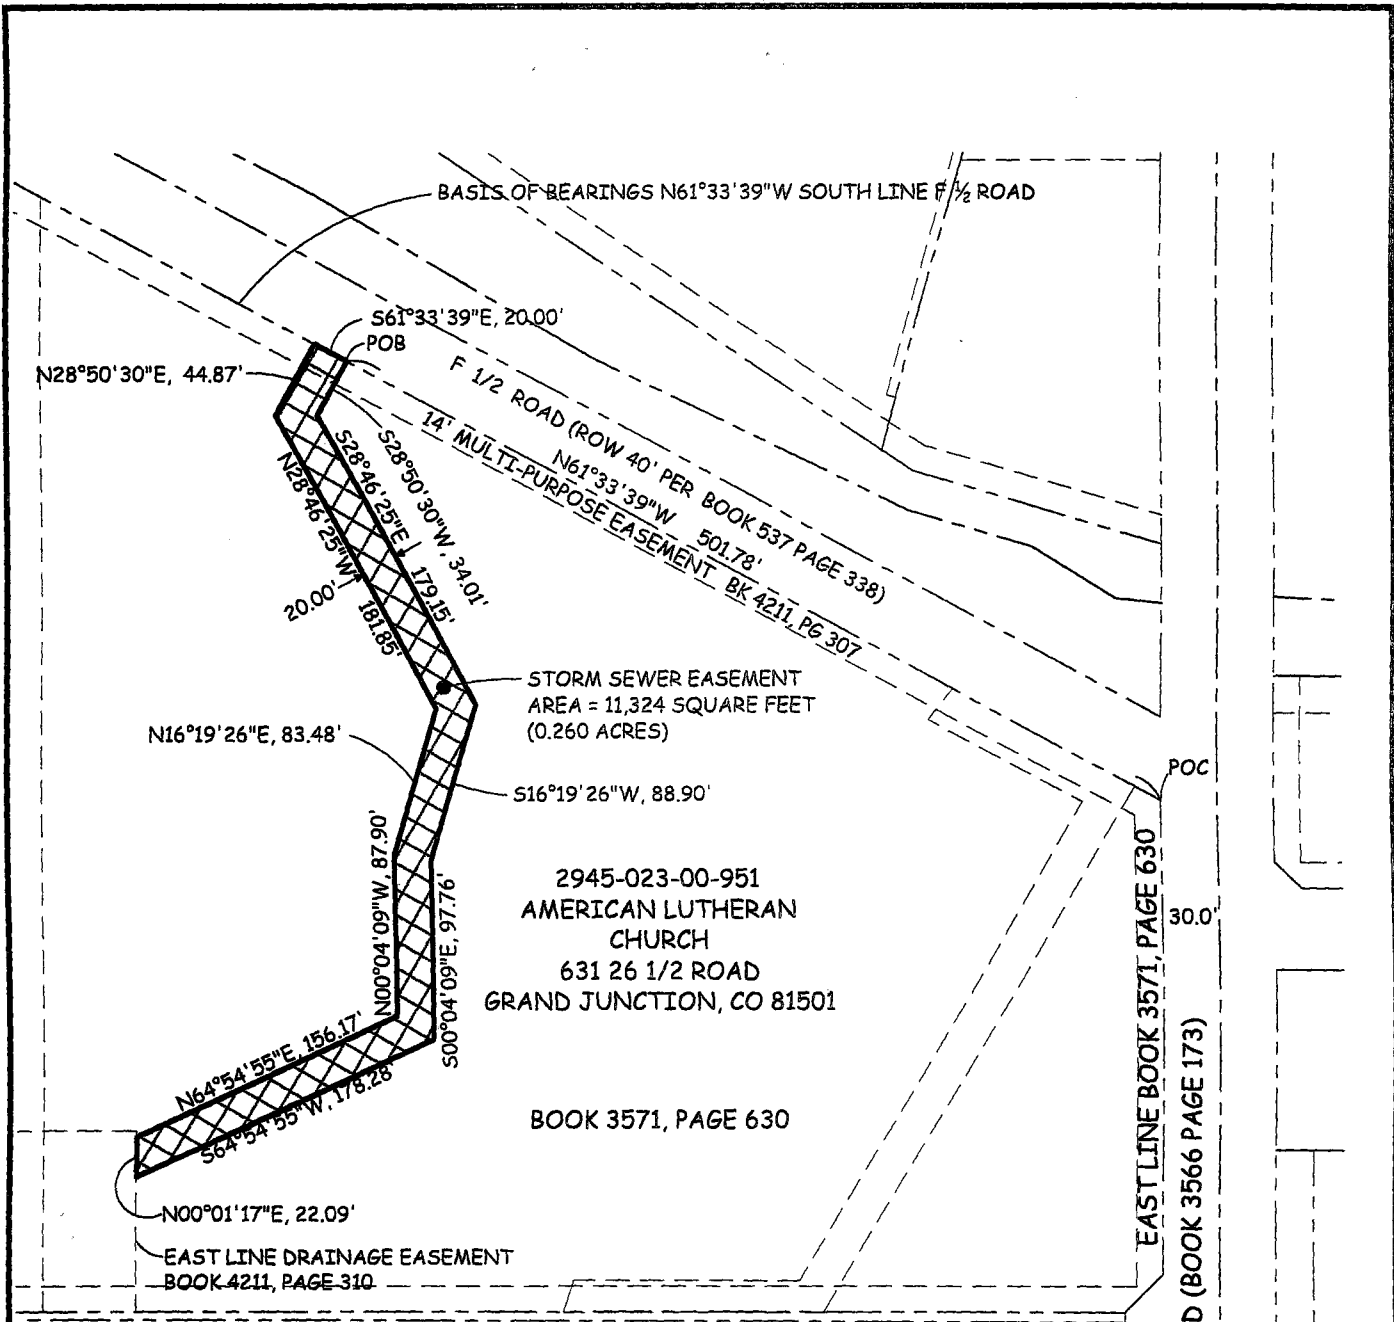 BASIS OF BEARINGS N61°33'39"W SOUTH LINE F ½ ROAD
S61°33'39"E, 20.00'
POB
N28°50'30"E, 44.87'
F 1/2 ROAD (ROW 40' PER BOOK 537 PAGE 338)
N61°33'39"W 501.78'
14' MULTI-PURPOSE EASEMENT BK 4211, PG 307
S28°50'30"W, 34.01'
S28°46'25"E 179.15'
N28°46'25"W 181.85'
20.00'
STORM SEWER EASEMENT
AREA = 11,324 SQUARE FEET
(0.260 ACRES)
N16°19'26"E, 83.48'
S16°19'26"W, 88.90'
POC
N00°04'09"W, 87.90'
S00°04'09"E, 97.76'
2945-023-00-951
AMERICAN LUTHERAN
CHURCH
631 26 1/2 ROAD
GRAND JUNCTION, CO 81501
30.0'
EAST LINE BOOK 3571, PAGE 630
D (BOOK 3566 PAGE 173)
N64°54'55"E, 156.17'
S64°54'55"W, 178.28'
BOOK 3571, PAGE 630
N00°01'17"E, 22.09'
EAST LINE DRAINAGE EASEMENT
BOOK 4211, PAGE 310